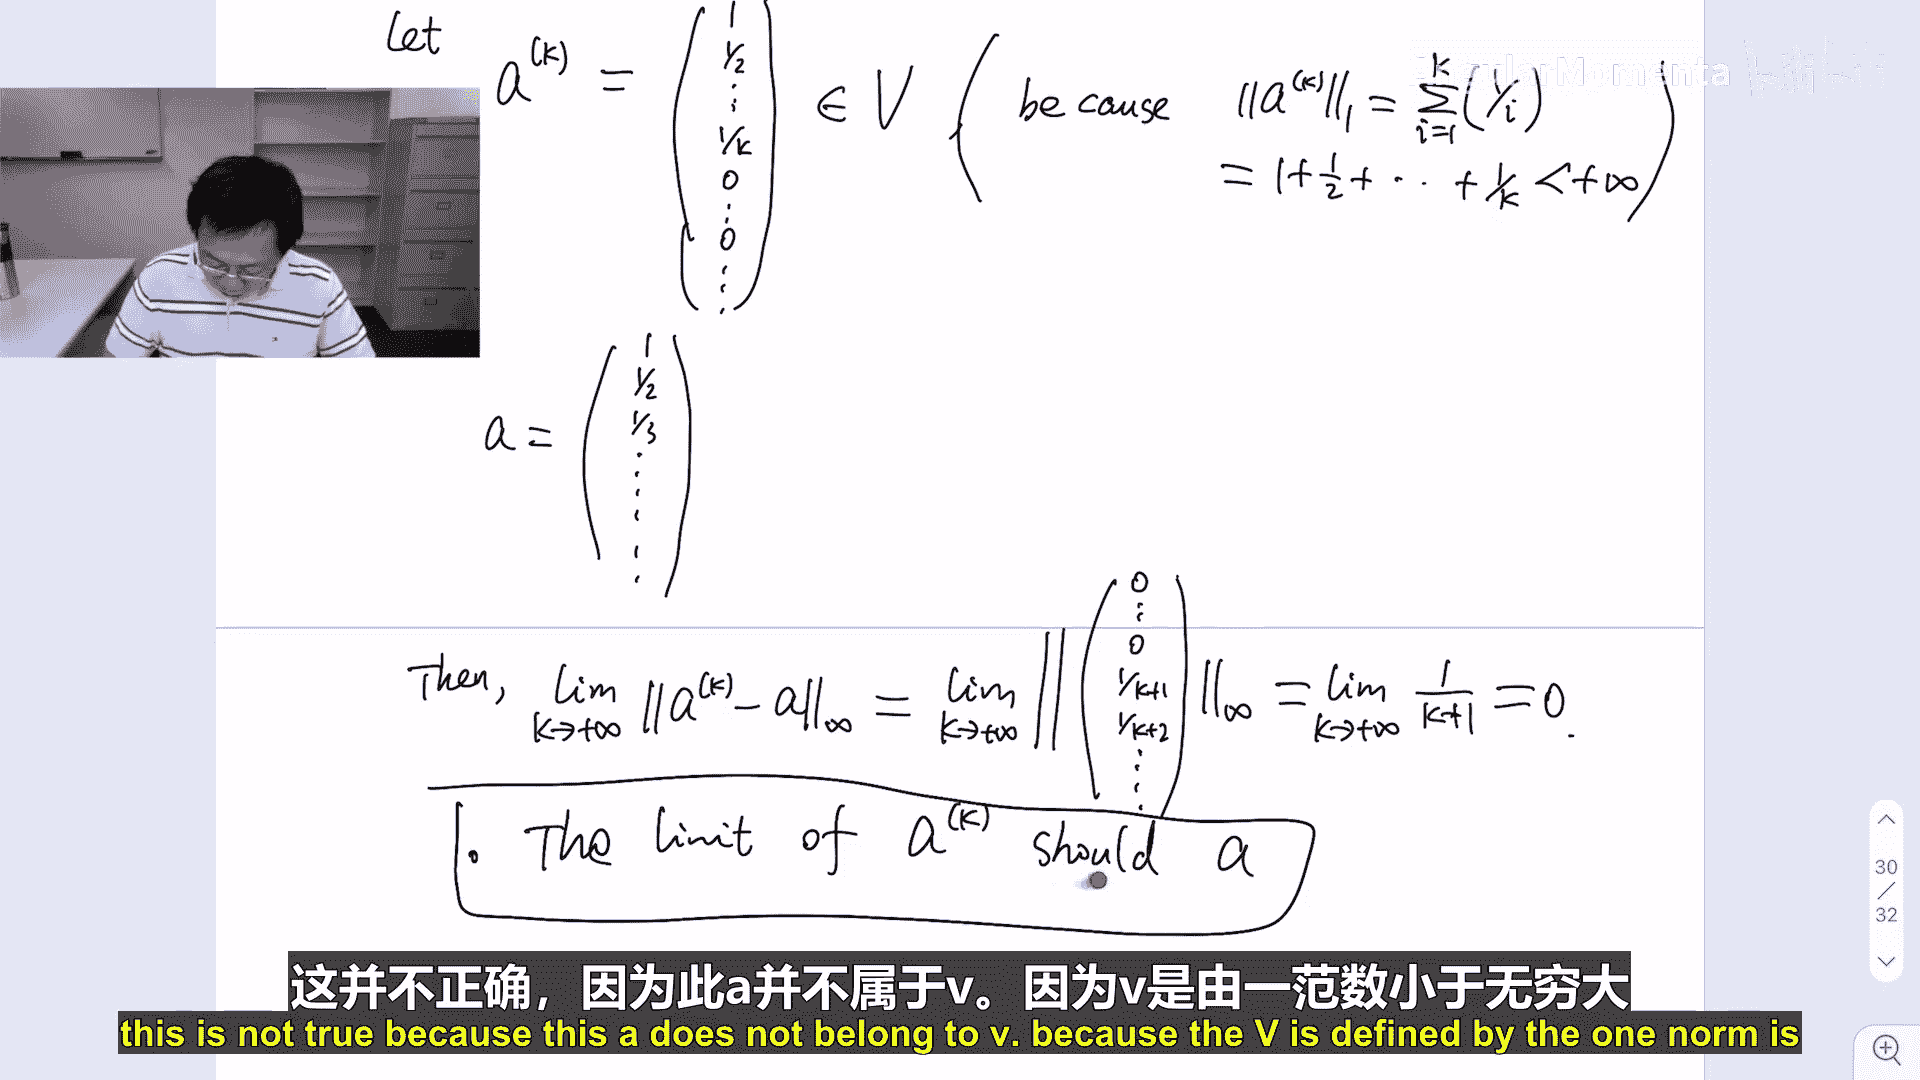 Let
a^(k) = ( 1 1/2 ⋮ 1/k 0 ⋮ 0 ⋮ ) ∈ V ( because ||a^(k)||_1 = Σ_{i=1}^{k} (1/i)
= 1 + 1/2 + ··· + 1/k < +∞ )
a = ( 1 1/2 1/3 ⋮ )
Then, lim_{k→+∞} ||a^(k) - a||_∞ = lim_{k→+∞} || ( 0 ⋮ 0 1/k+1 1/k+2 ⋮ ) ||_∞ = lim_{k→+∞} 1/(k+1) = 0.
. The limit of a^(k) should a
这并不正确，因为此a并不属于v。因为v是由一范数小于无穷大
this is not true because this a does not belong to v. because the V is defined by the one norm is
30
/
32